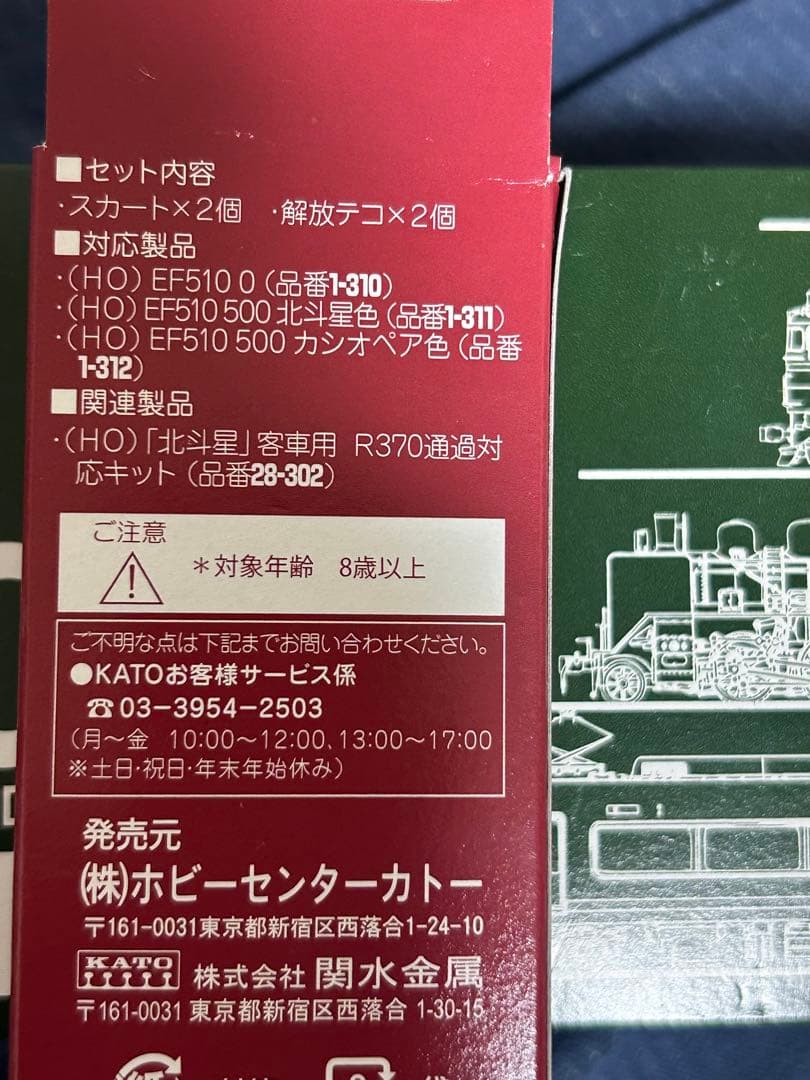 ■セット内容
・スカート×2個 ・解放テコ×2個
■対応製品
・(HO) EF510 0 (品番1-310)
・(HO) EF510 500 北斗星色 (品番1-311)
・(HO) EF510 500 カシオペア色 (品番
1-312)
■関連製品
・(HO)「北斗星」客車用 R370通過対
応キット (品番28-302)
ご注意
＊対象年齢 8歳以上
ご不明な点は下記までお問い合わせください。
●KATOお客様サービス係
☎03-3954-2503
(月〜金 10:00〜12:00、13:00〜17:00
※土日・祝日・年末年始休み)
発売元
(株)ホビーセンターカトー
〒161-0031東京都新宿区西落合1-24-10
KATO 株式会社 関水金属
〒161-0031 東京都新宿区西落合 1-30-15